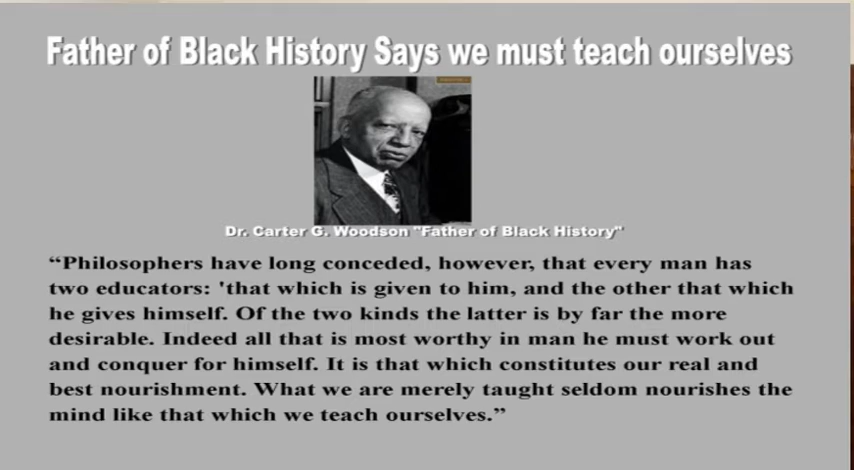 Father of Black History Says we must teach ourselves
Dr. Carter G. Woodson "Father of Black History"
“Philosophers have long conceded, however, that every man has
two educators: 'that which is given to him, and the other that which
he gives himself. Of the two kinds the latter is by far the more
desirable. Indeed all that is most worthy in man he must work out
and conquer for himself. It is that which constitutes our real and
best nourishment. What we are merely taught seldom nourishes the
mind like that which we teach ourselves.”